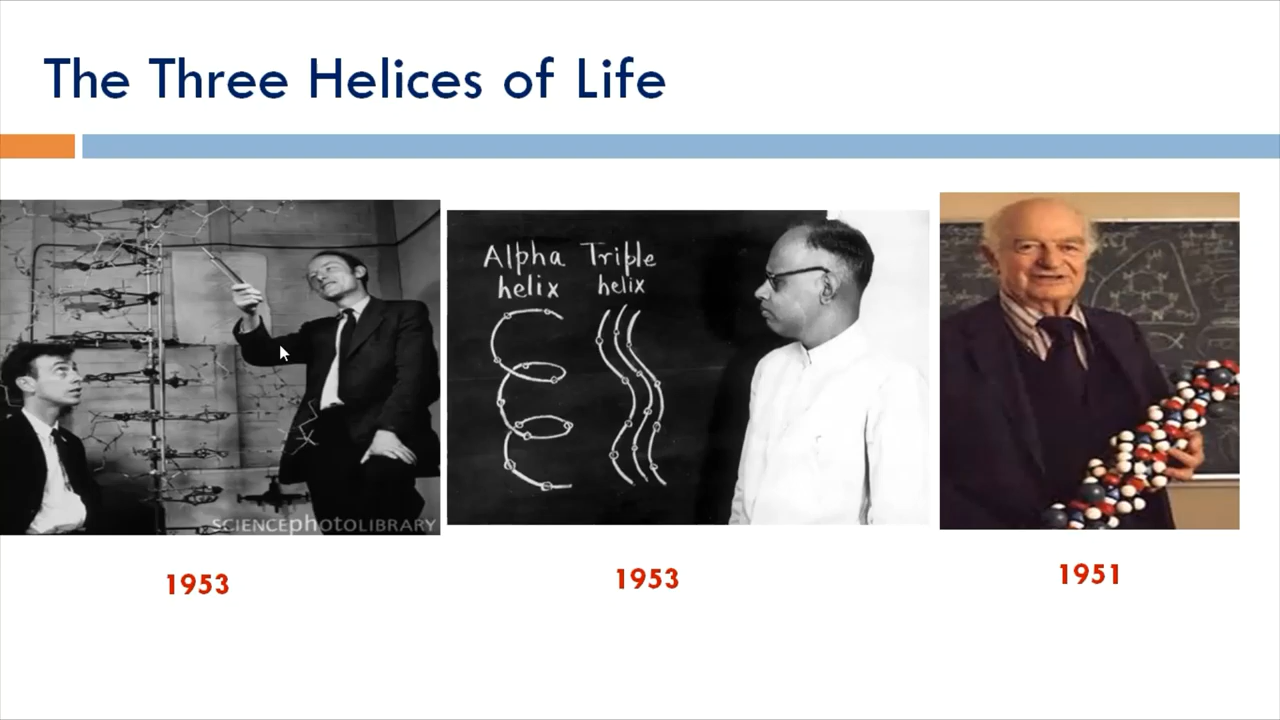 The Three Helices of Life
SCIENCEphotoLIBRARY
Alpha Triple
helix helix
1953
1953
1951